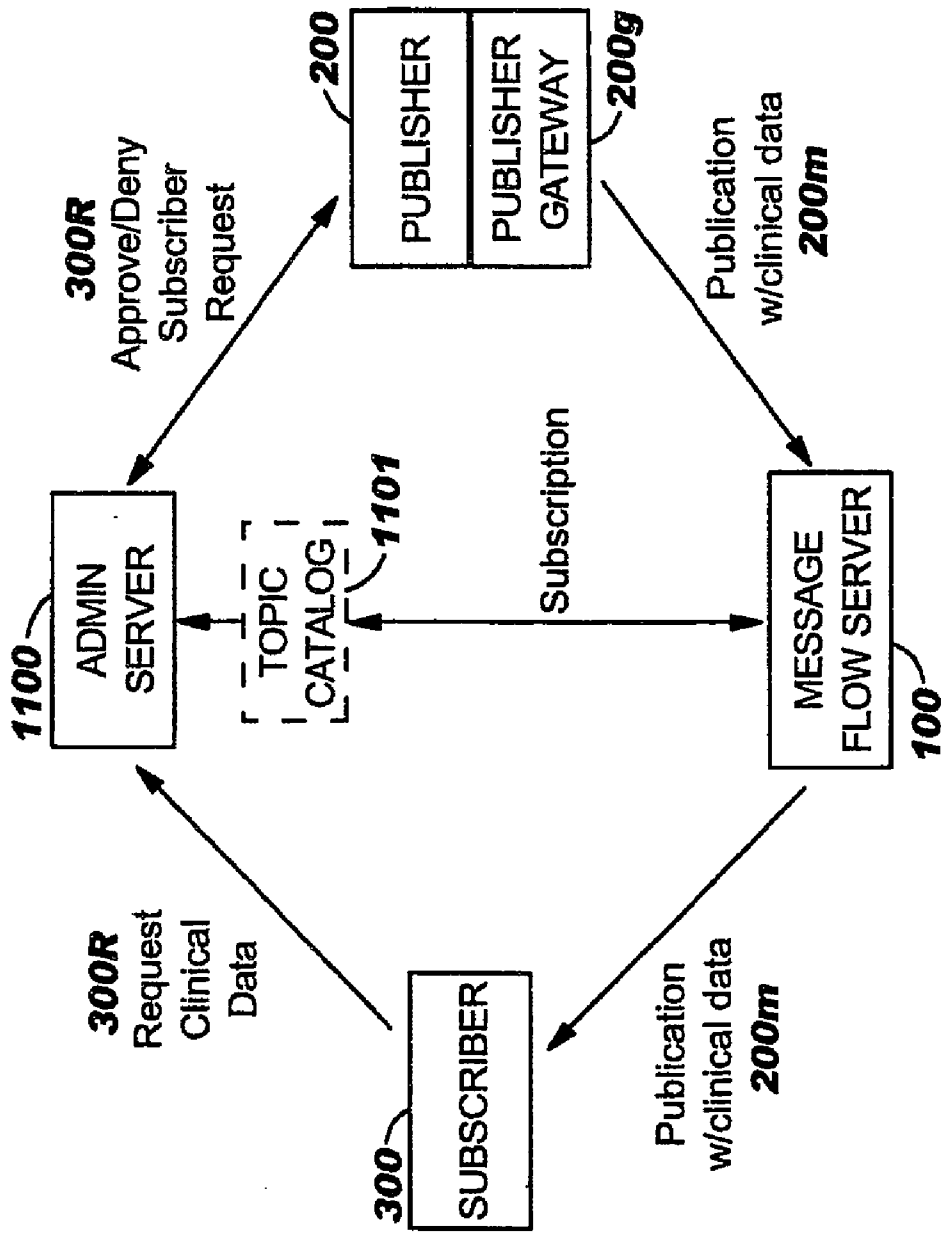 1100
ADMIN
SERVER
300R
Request
Clinical
Data
300R
Approve/Deny
Subscriber
Request
TOPIC
CATALOG
1101
300
SUBSCRIBER
200
PUBLISHER
PUBLISHER
GATEWAY
200g
Subscription
Publication
w/clinical data
200m
Publication
w/clinical data
200m
MESSAGE
FLOW SERVER
100